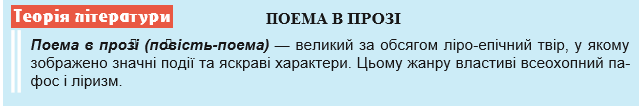 Теорія літератури
ПОЕМА В ПРОЗІ
Поема в прозі (повість-поема) — великий за обсягом ліро-епічний твір, у якому
зображено значні події та яскраві характери. Цьому жанру властиві всеохопний па-
фос і ліризм.